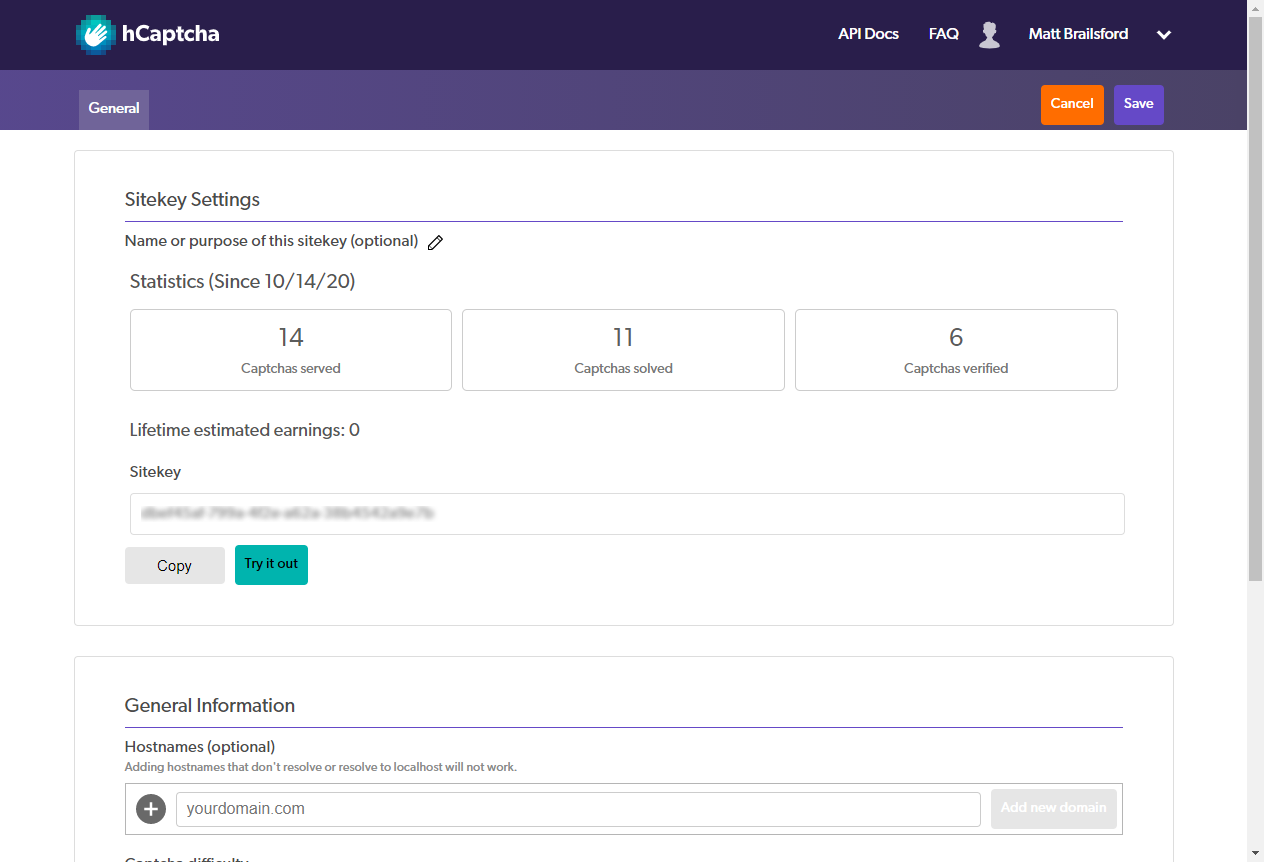 hCaptcha
API Docs
FAQ
Matt Brailsford
General
Cancel
Save
Sitekey Settings
Name or purpose of this sitekey (optional)
Statistics (Since 10/14/20)
14
Captchas served
11
Captchas solved
6
Captchas verified
Lifetime estimated earnings: 0
Sitekey
Copy
Try it out
General Information
Hostnames (optional)
Adding hostnames that don't resolve or resolve to localhost will not work.
yourdomain.com
Add new domain
Captcha difficulty